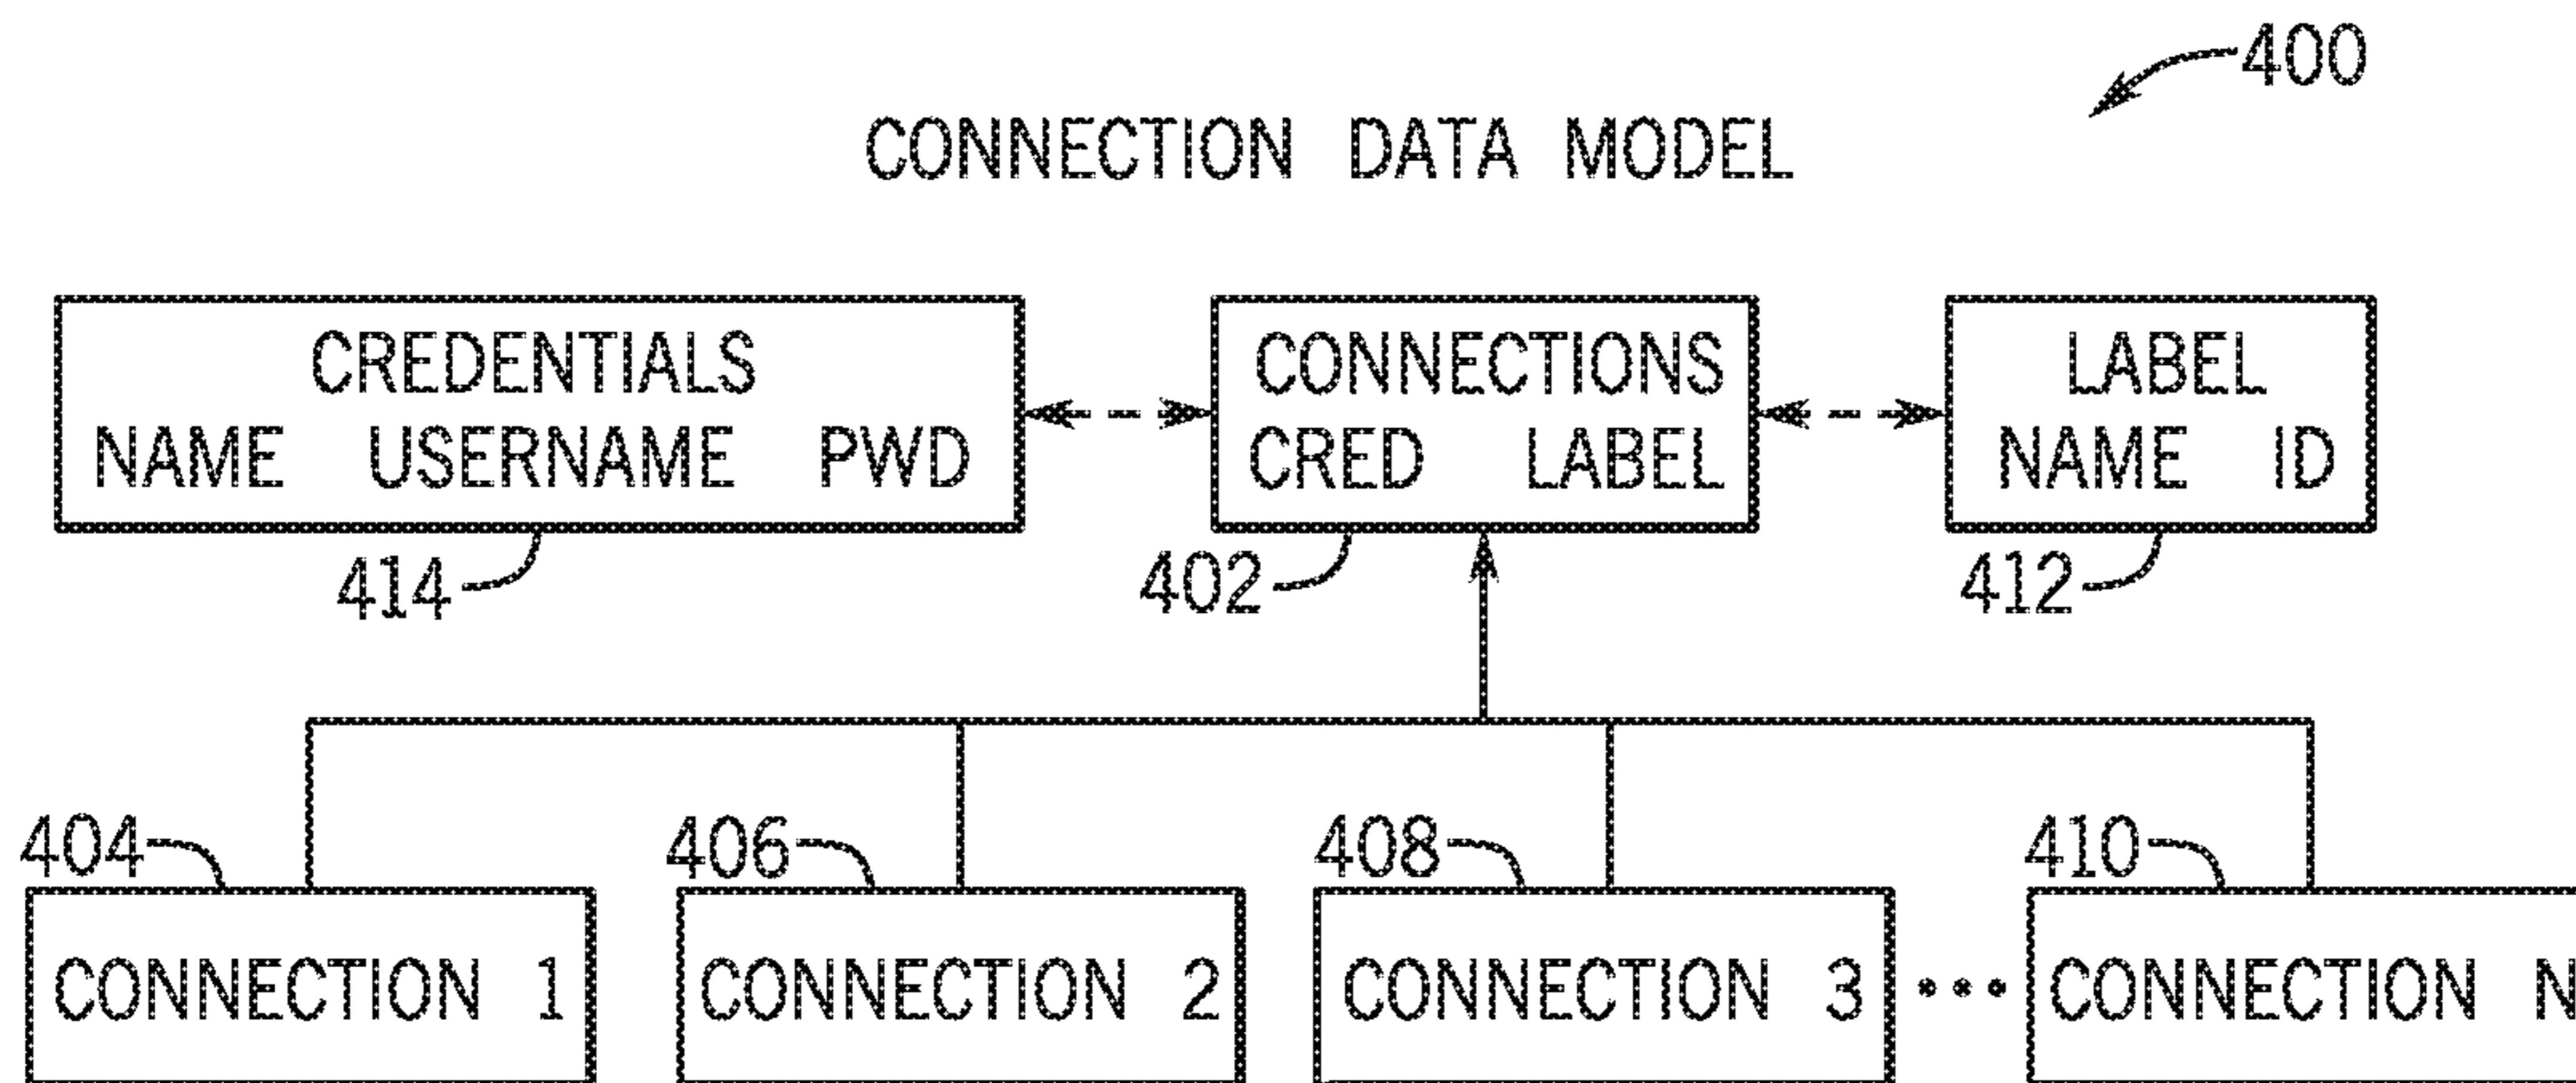 400
CONNECTION DATA MODEL
CREDENTIALS
NAME USERNAME PWD
CONNECTIONS
CRED LABEL
LABEL
NAME ID
414
402
412
404
406
408
410
CONNECTION 1
CONNECTION 2
CONNECTION 3
•••
CONNECTION N